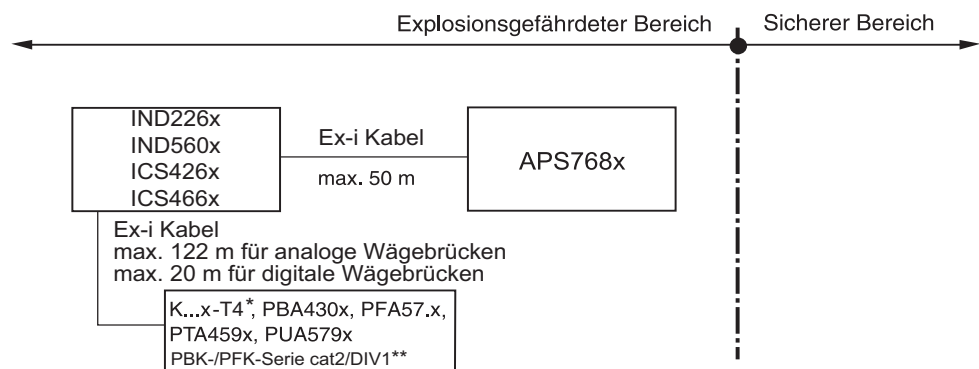 Explosionsgefährdeter Bereich
Sicherer Bereich
IND226x
IND560x
ICS426x
ICS466x
Ex-i Kabel
max. 50 m
APS768x
Ex-i Kabel
max. 122 m für analoge Wägebrücken
max. 20 m für digitale Wägebrücken
K...x-T4*, PBA430x, PFA57.x,
PTA459x, PUA579x
PBK-/PFK-Serie cat2/DIV1**